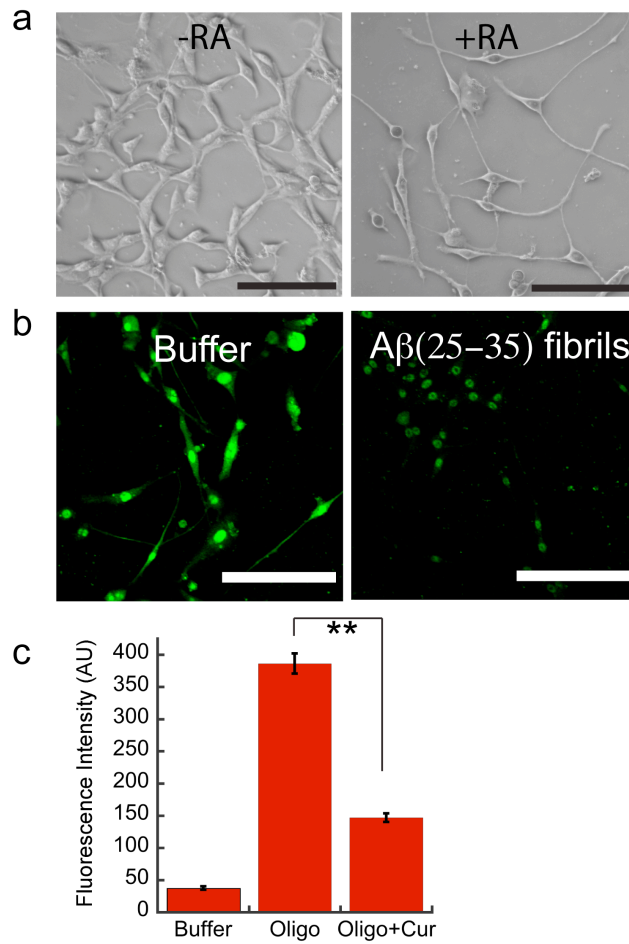 a
-RA
+RA
b
Buffer
Aβ(25–35) fibrils
c
**
Fluorescence Intensity (AU)
400
350
300
250
200
150
100
50
0
Buffer
Oligo
Oligo+Cur